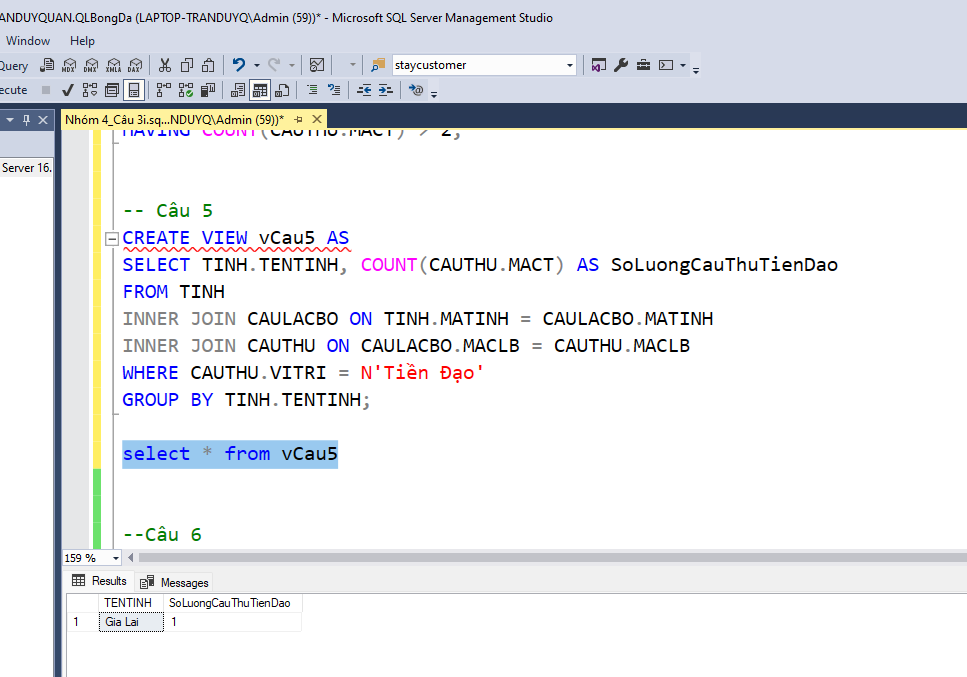 ANDUYQUAN.QLBongDa (LAPTOP-TRANDUYQ\Admin (59))* - Microsoft SQL Server Management Studio
Window Help
Query MDX DMX XMLA DAX staycustomer
ecute
Nhóm 4_Câu 3i.sq...NDUYQ\Admin (59))*
Server 16.
HAVING COUNT(CAUTHU.MACT) > 2;
-- Câu 5
CREATE VIEW vCau5 AS
SELECT TINH.TENTINH, COUNT(CAUTHU.MACT) AS SoLuongCauThuTienDao
FROM TINH
INNER JOIN CAULACBO ON TINH.MATINH = CAULACBO.MATINH
INNER JOIN CAUTHU ON CAULACBO.MACLB = CAUTHU.MACLB
WHERE CAUTHU.VITRI = N'Tiền Đạo'
GROUP BY TINH.TENTINH;
select * from vCau5
--Câu 6
159 %
Results Messages
TENTINH SoLuongCauThuTienDao
1 Gia Lai 1